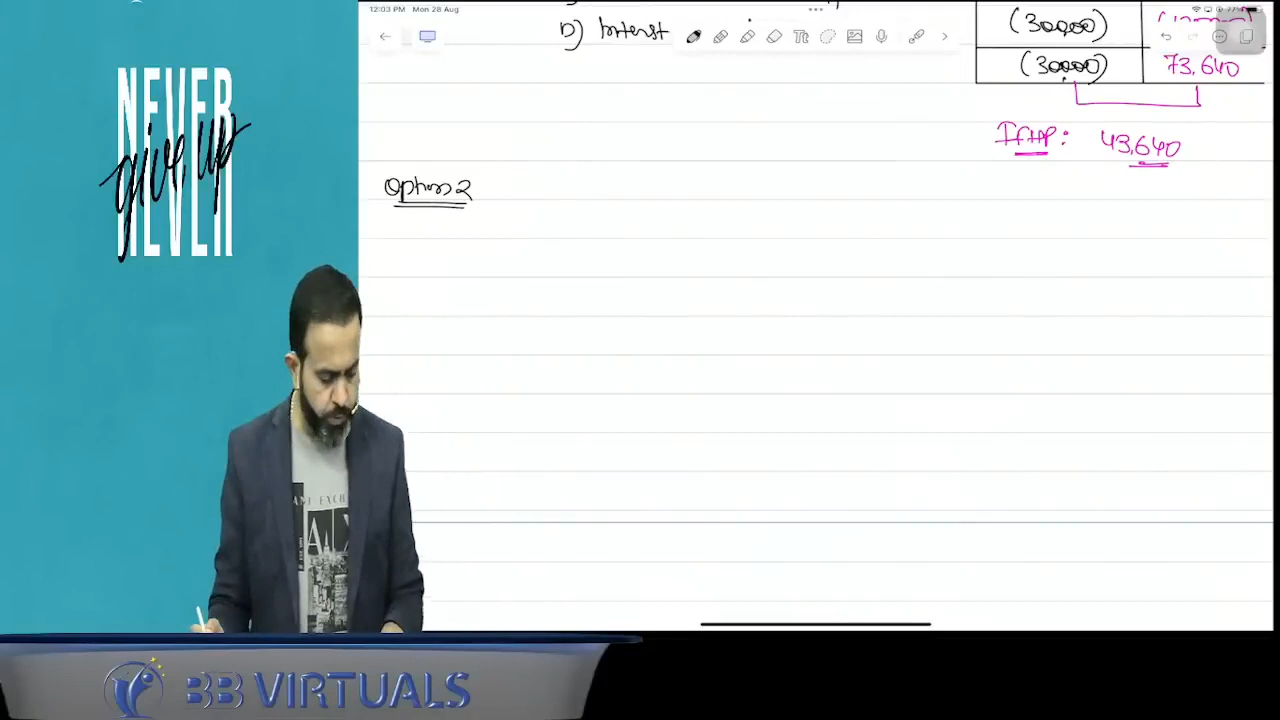 12:03 PM Mon 28 Aug
77%
D) Interest
(30,000)
(30,000) 73,640
IFHP: 43,640
Option 2
NEVER
give up
NEVER
BB VIRTUALS